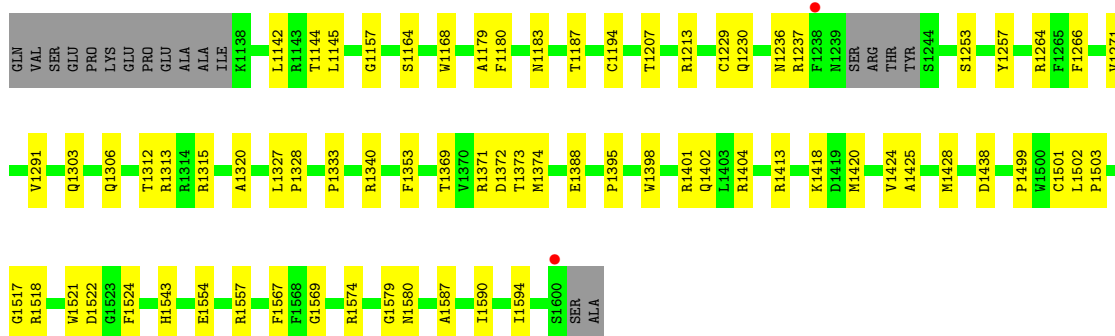 GLN VAL SER GLU PRO LYS GLU PRO ALA ALA ILE K1138 L1142 R1143 T1144 L1145 G1157 S1164 W1168 A1179 F1180 N1183 T1187 C1194 T1207 R1213 C1229 Q1230 N1236 R1237 F1238 N1239 SER ARG THR TYR S1244 S1253 Y1257 R1264 F1265 F1266
V1291 Q1303 Q1306 T1312 R1313 R1314 R1315 A1320 L1327 P1328 P1333 R1340 F1353 T1369 V1370 R1371 D1372 T1373 M1374 E1388 P1395 W1398 R1401 Q1402 L1403 R1404 R1413 K1418 D1419 M1420 V1424 A1425 M1428 D1438 P1499 W1500 C1501 L1502 P1503
G1517 R1518 W1521 D1522 G1523 F1524 H1543 E1554 R1557 F1567 F1568 G1569 R1574 G1579 N1580 A1587 I1590 I1594 S1600 SER ALA